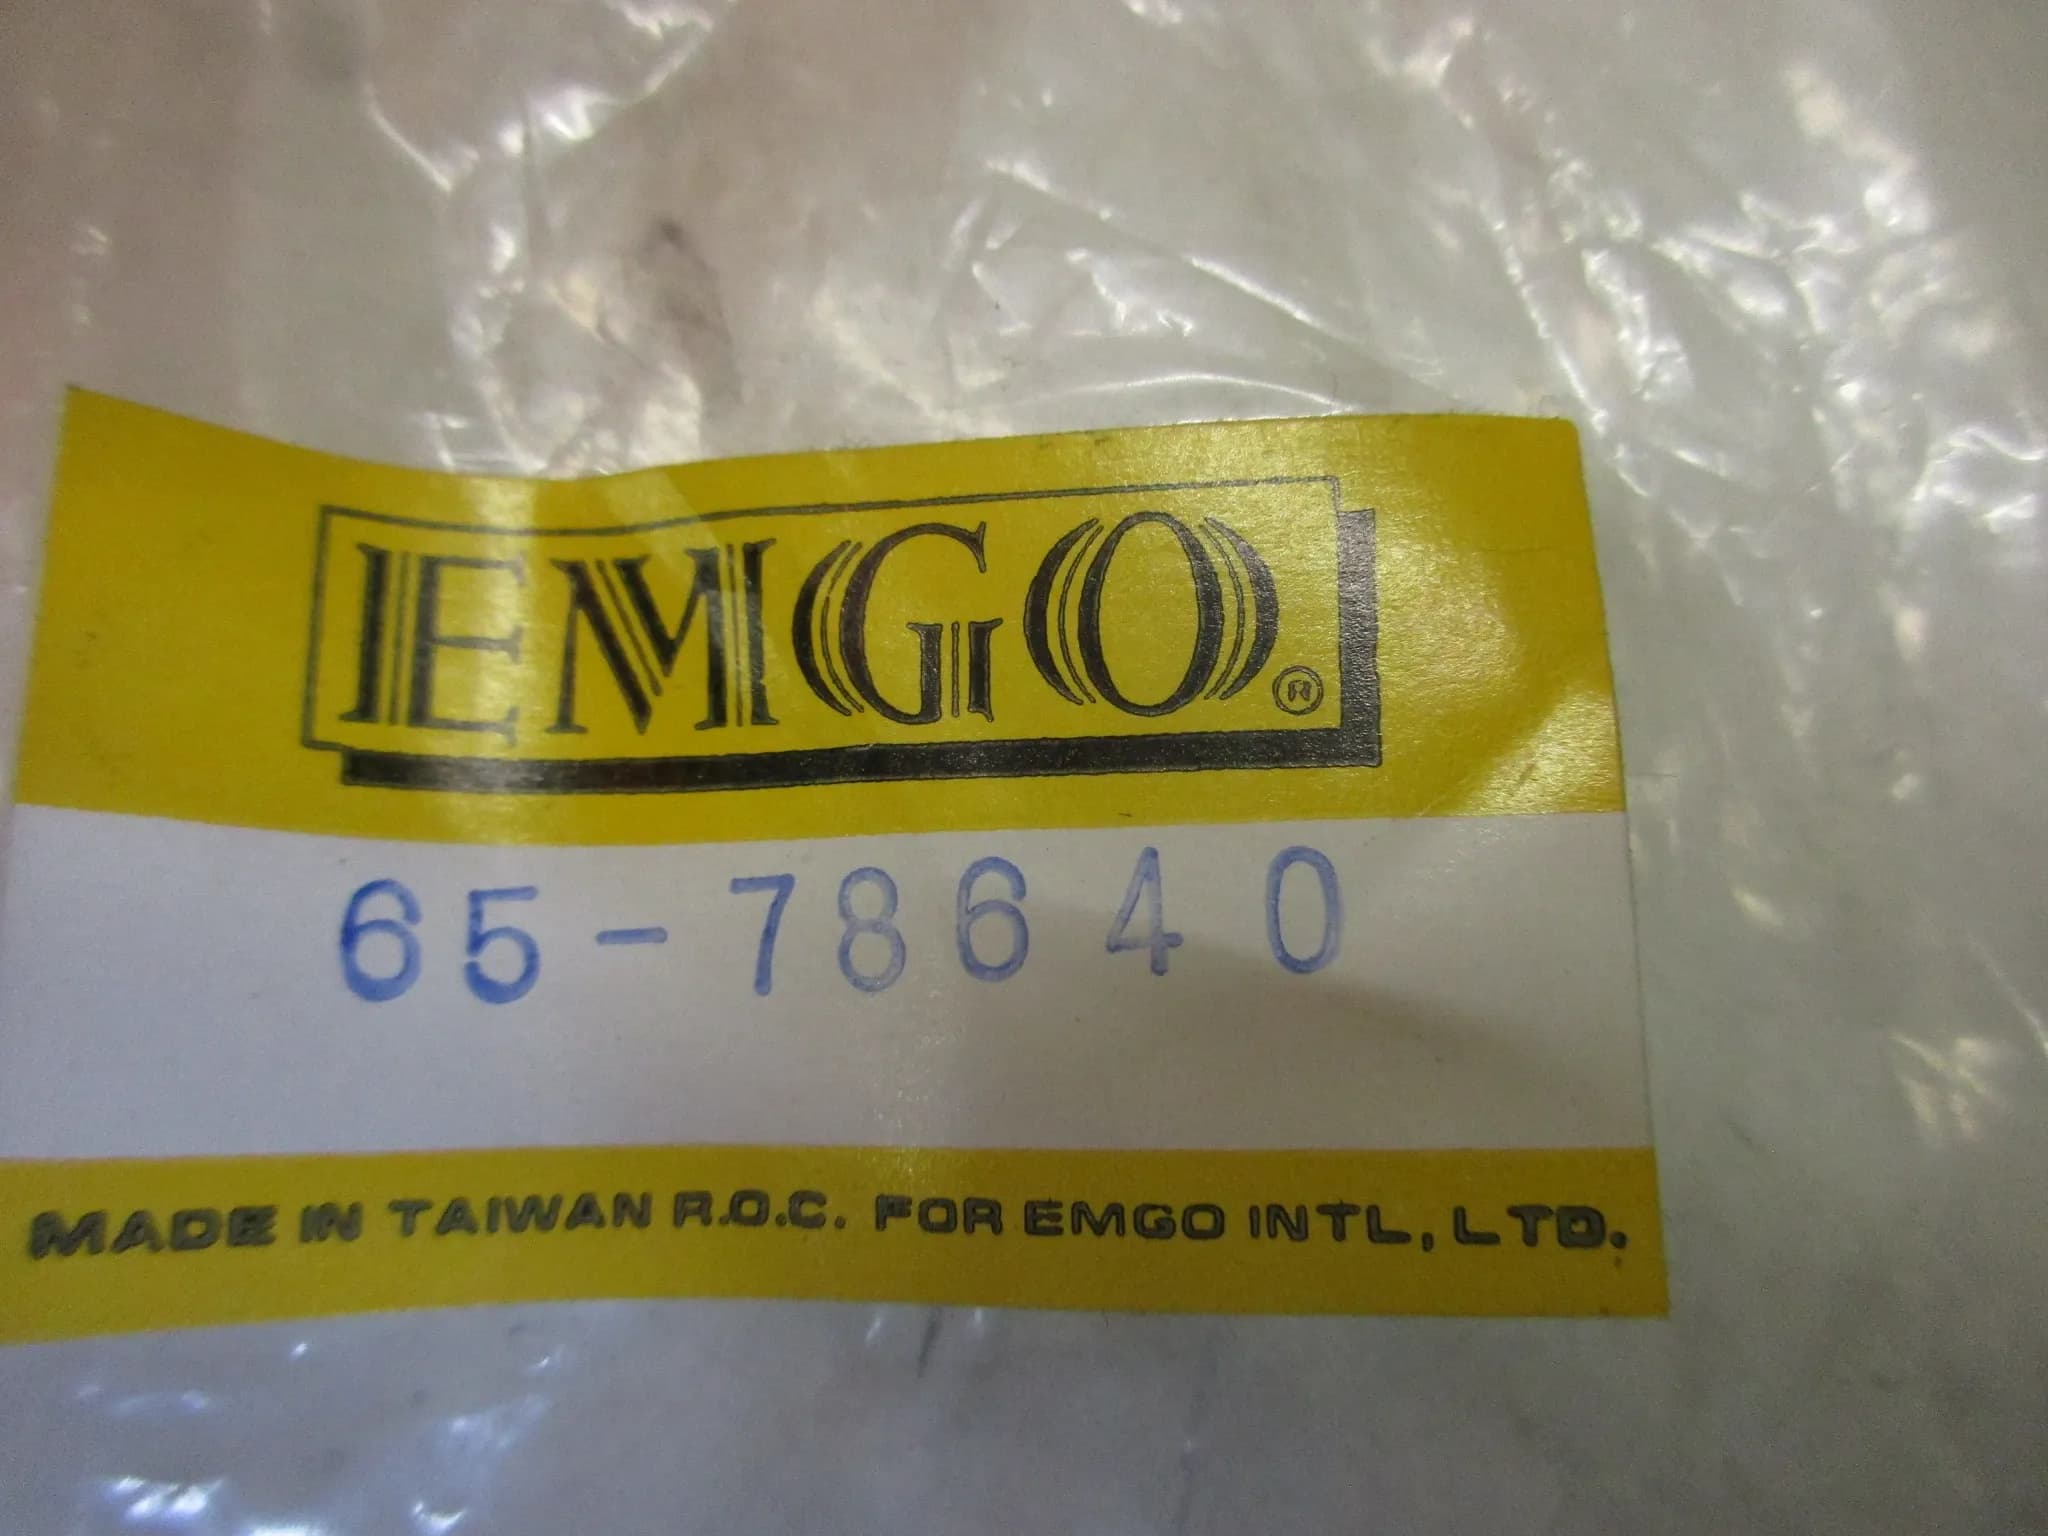 EMGO.®
65-78640
MADE IN TAIWAN R.O.C. FOR EMGO INTL, LTD.